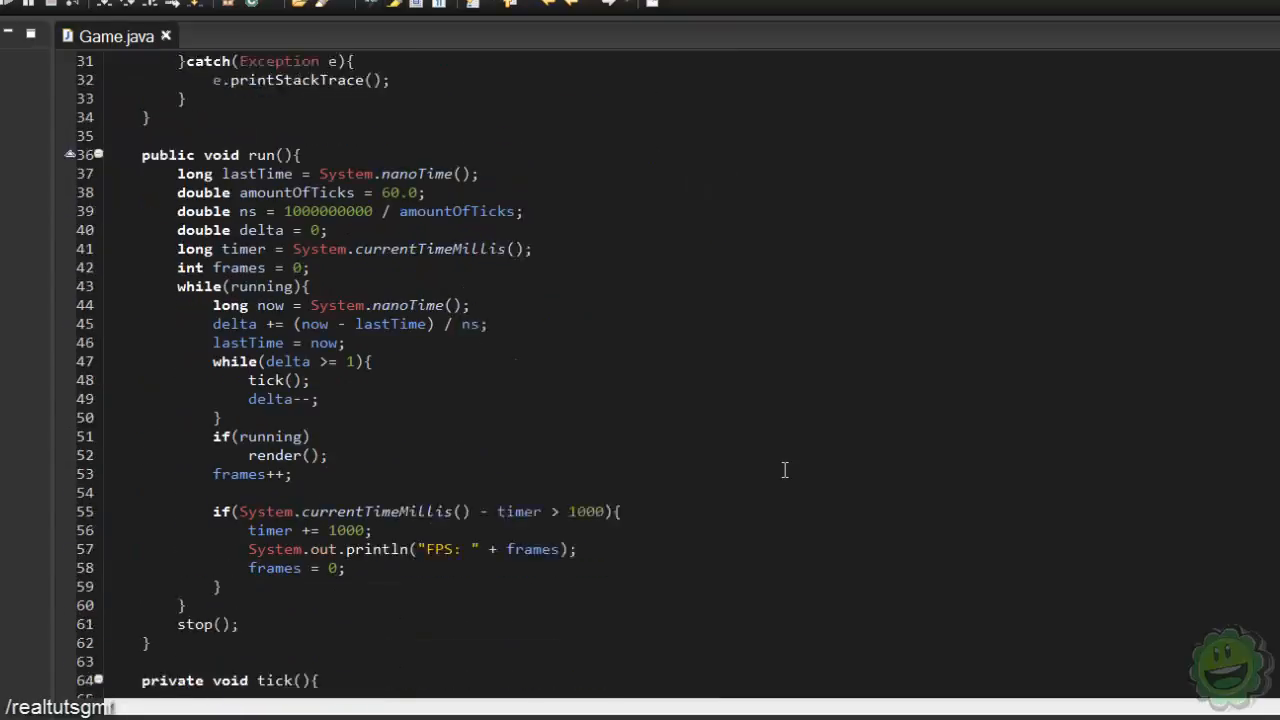 Game.java
31 }catch(Exception e){
32 e.printStackTrace();
33 }
34 }
35
36 public void run(){
37 long lastTime = System.nanoTime();
38 double amountOfTicks = 60.0;
39 double ns = 1000000000 / amountOfTicks;
40 double delta = 0;
41 long timer = System.currentTimeMillis();
42 int frames = 0;
43 while(running){
44 long now = System.nanoTime();
45 delta += (now - lastTime) / ns;
46 lastTime = now;
47 while(delta >= 1){
48 tick();
49 delta--;
50 }
51 if(running)
52 render();
53 frames++;
54
55 if(System.currentTimeMillis() - timer > 1000){
56 timer += 1000;
57 System.out.println("FPS: " + frames);
58 frames = 0;
59 }
60 }
61 stop();
62 }
63
64 private void tick(){